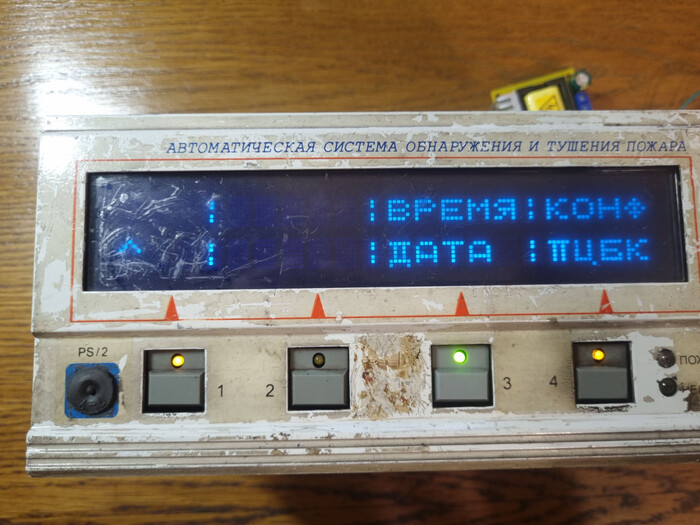 АВТОМАТИЧЕСКАЯ СИСТЕМА ОБНАРУЖЕНИЯ И ТУШЕНИЯ ПОЖАРА
¦ ¦ВРЕМЯ¦КОНФ
^ ¦ ¦ДАТА ¦ПЦБК
PS/2
1 2 3 4